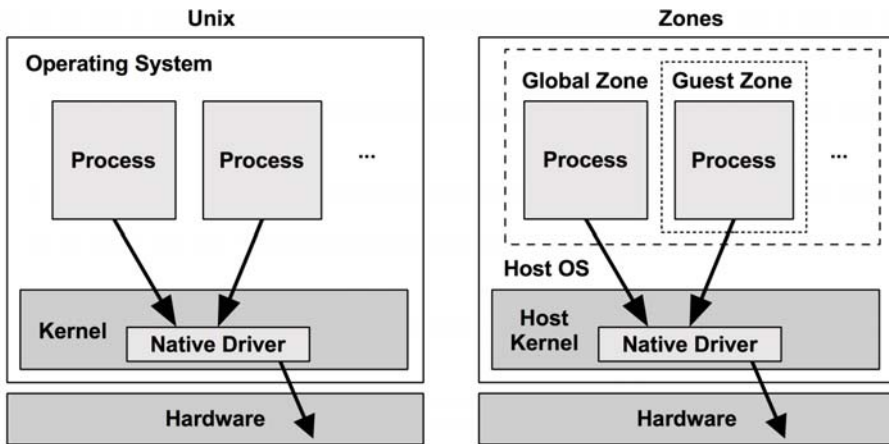 Unix
Operating System
Process
Process
...
Kernel
Native Driver
Hardware
Zones
Global Zone
Guest Zone
Process
Process
...
Host OS
Host
Kernel
Native Driver
Hardware